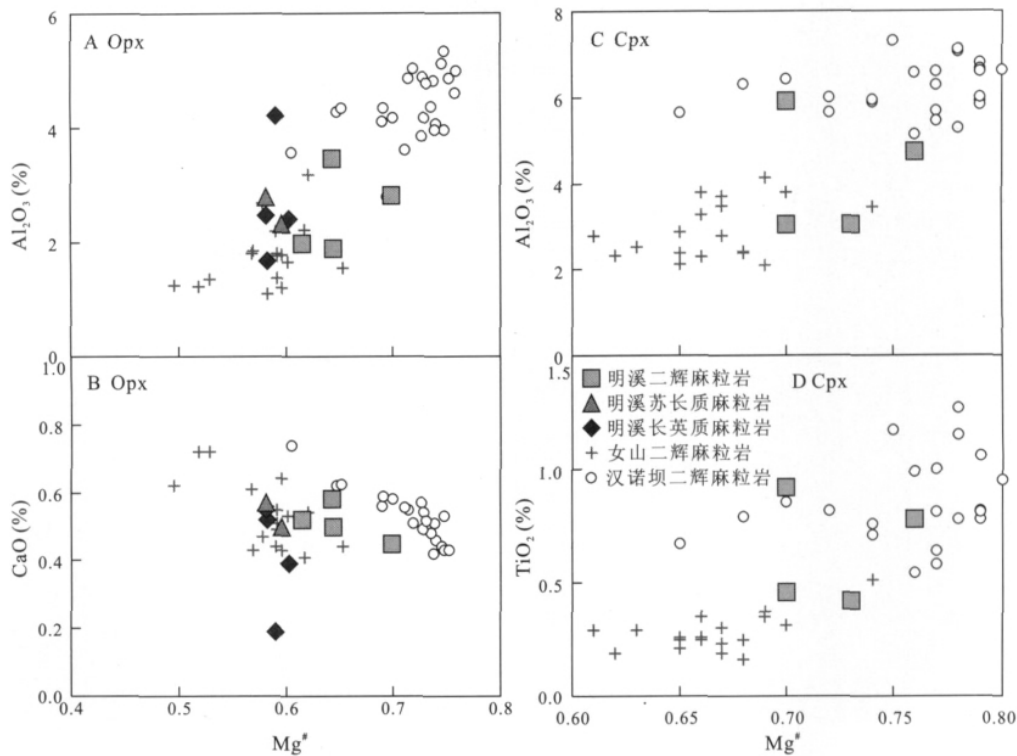 6
A Opx
4
Al₂O₃ (%)
2
0
1.0
B Opx
0.8
0.6
CaO (%)
0.4
0.2
0.0
0.4
0.5
0.6
0.7
0.8
Mg#
8
C Cpx
6
Al₂O₃ (%)
4
2
0
1.5
D Cpx
明溪二辉麻粒岩
明溪苏长质麻粒岩
明溪长英质麻粒岩
女山二辉麻粒岩
汉诺坝二辉麻粒岩
1.0
TiO₂ (%)
0.5
0.0
0.60
0.65
0.70
0.75
0.80
Mg#